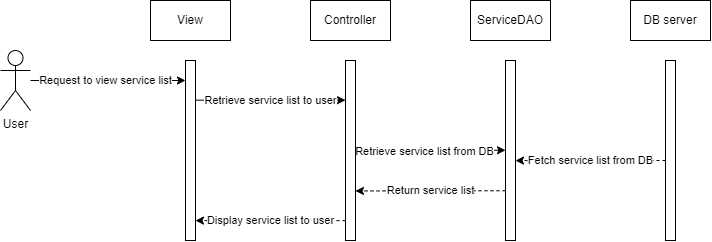 View
Controller
ServiceDAO
DB server
User
Request to view service list
Retrieve service list to user
Retrieve service list from DB
Fetch service list from DB
Return service list
Display service list to user